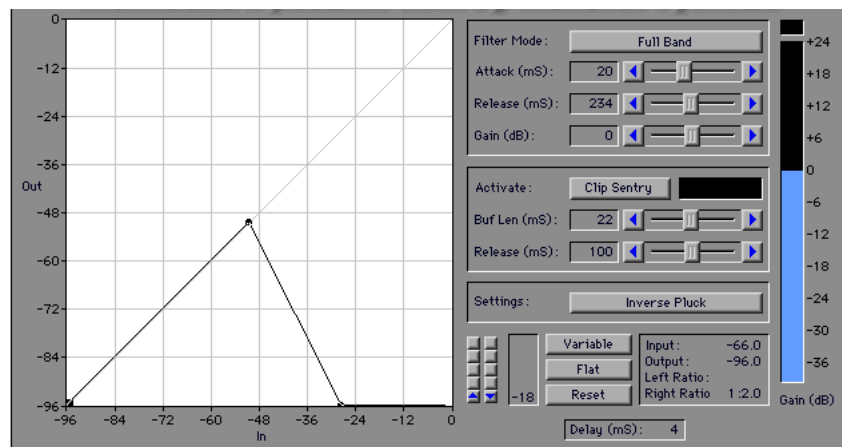 0
-12
-24
-36
Out
-48
-60
-72
-84
-96
-96 -84 -72 -60 -48 -36 -24 -12 0
In
Filter Mode: Full Band
Attack (mS): 20
Release (mS): 234
Gain (dB): 0
Activate: Clip Sentry
Buf Len (mS): 22
Release (mS): 100
Settings: Inverse Pluck
-18
Variable
Flat
Reset
Input: -66.0
Output: -96.0
Left Ratio:
Right Ratio 1:2.0
Delay (mS): 4
+24
+18
+12
+6
0
-6
-12
-18
-24
-30
-36
Gain (dB)